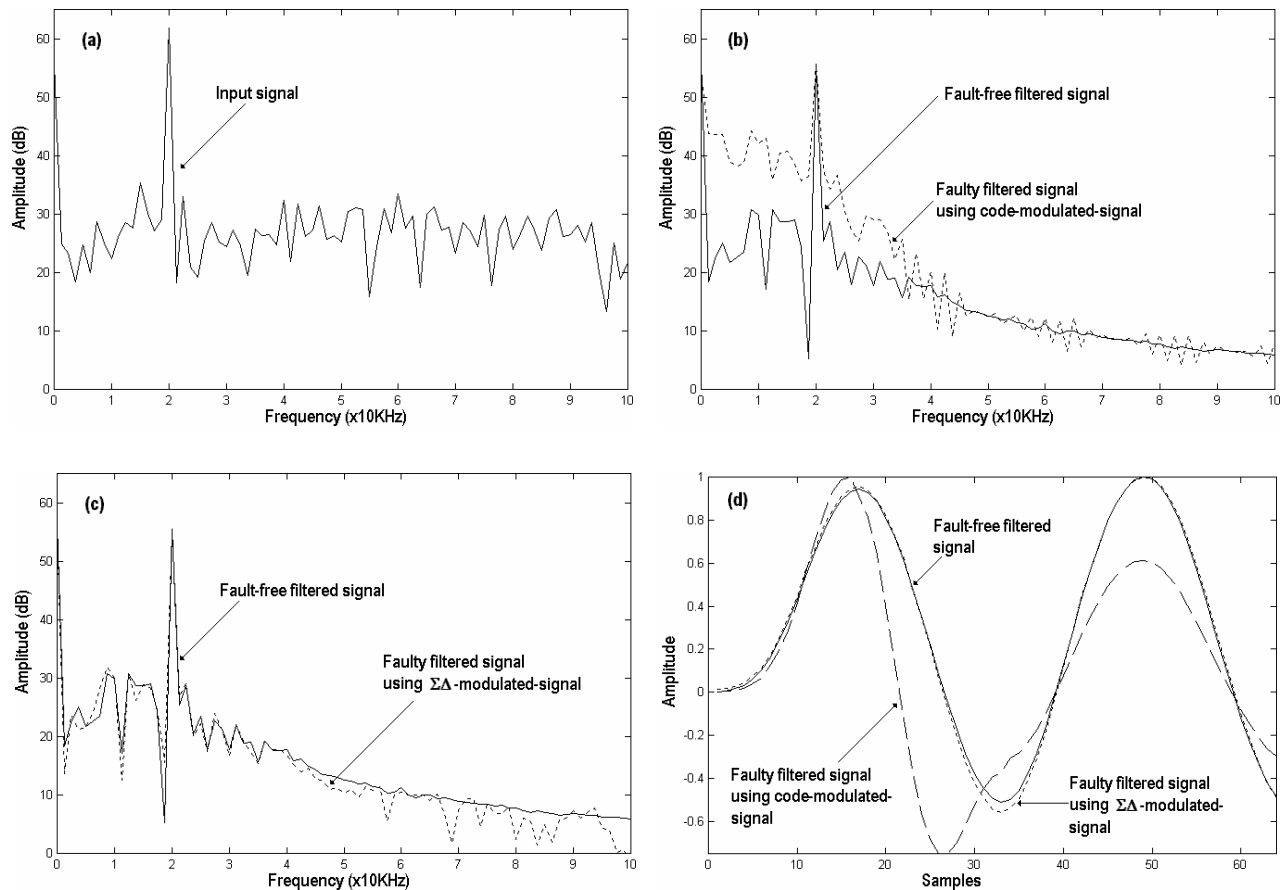 (a)
Input signal
Amplitude (dB)
60
50
40
30
20
10
0
0 1 2 3 4 5 6 7 8 9 10
Frequency (x10KHz)
(b)
Fault-free filtered signal
Faulty filtered signal
using code-modulated-signal
Amplitude (dB)
60
50
40
30
20
10
0
0 1 2 3 4 5 6 7 8 9 10
Frequency (x10KHz)
(c)
Fault-free filtered signal
Faulty filtered signal
using ΣΔ-modulated-signal
Amplitude (dB)
60
50
40
30
20
10
0
0 1 2 3 4 5 6 7 8 9 10
Frequency (x10KHz)
(d)
Fault-free filtered
signal
Faulty filtered signal
using code-modulated-
signal
Faulty filtered signal
using ΣΔ-modulated-
signal
Amplitude
1
0.8
0.6
0.4
0.2
0
-0.2
-0.4
-0.6
0 10 20 30 40 50 60
Samples